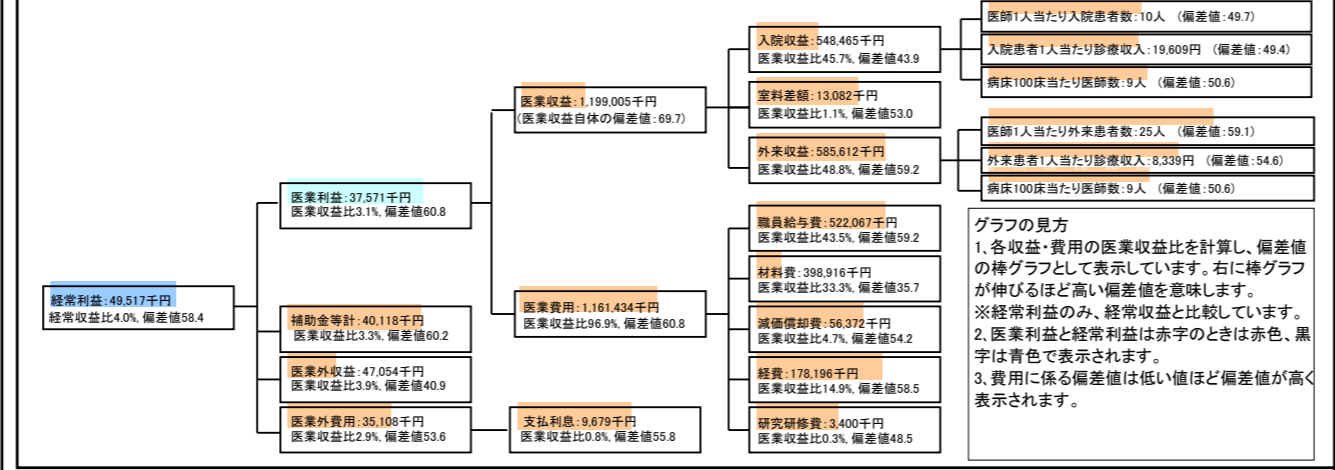 経常利益：49,517千円
経常収益比4.0%, 偏差値58.4
医業利益：37,571千円
医業収益比3.1%, 偏差値60.8
補助金等計：40,118千円
医業収益比3.3%, 偏差値60.2
医業外収益：47,054千円
医業収益比3.9%, 偏差値40.9
医業外費用：35,108千円
医業収益比2.9%, 偏差値53.6
支払利息：9,679千円
医業収益比0.8%, 偏差値55.8
医業収益：1,199,005千円
(医業収益自体の偏差値：69.7)
医業費用：1,161,434千円
医業収益比96.9%, 偏差値60.8
入院収益：548,465千円
医業収益比45.7%, 偏差値43.9
室料差額：13,082千円
医業収益比1.1%, 偏差値53.0
外来収益：585,612千円
医業収益比48.8%, 偏差値59.2
職員給与費：522,067千円
医業収益比43.5%, 偏差値59.2
材料費：398,916千円
医業収益比33.3%, 偏差値35.7
減価償却費：56,372千円
医業収益比4.7%, 偏差値54.2
経費：178,196千円
医業収益比14.9%, 偏差値58.5
研究研修費：3,400千円
医業収益比0.3%, 偏差値48.5
医師1人当たり入院患者数：10人 （偏差値：49.7）
入院患者1人当たり診療収入：19,609円 （偏差値：49.4）
病床100床当たり医師数：9人 （偏差値：50.6）
医師1人当たり外来患者数：25人 （偏差値：59.1）
外来患者1人当たり診療収入：8,339円 （偏差値：54.6）
病床100床当たり医師数：9人 （偏差値：50.6）
グラフの見方
1、各収益・費用の医業収益比を計算し、偏差値
の棒グラフとして表示しています。右に棒グラフ
が伸びるほど高い偏差値を意味します。
※経常利益のみ、経常収益と比較しています。
2、医業利益と経常利益は赤字のときは赤色、黒
字は青色で表示されます。
3、費用に係る偏差値は低い値ほど偏差値が高く
表示されます。